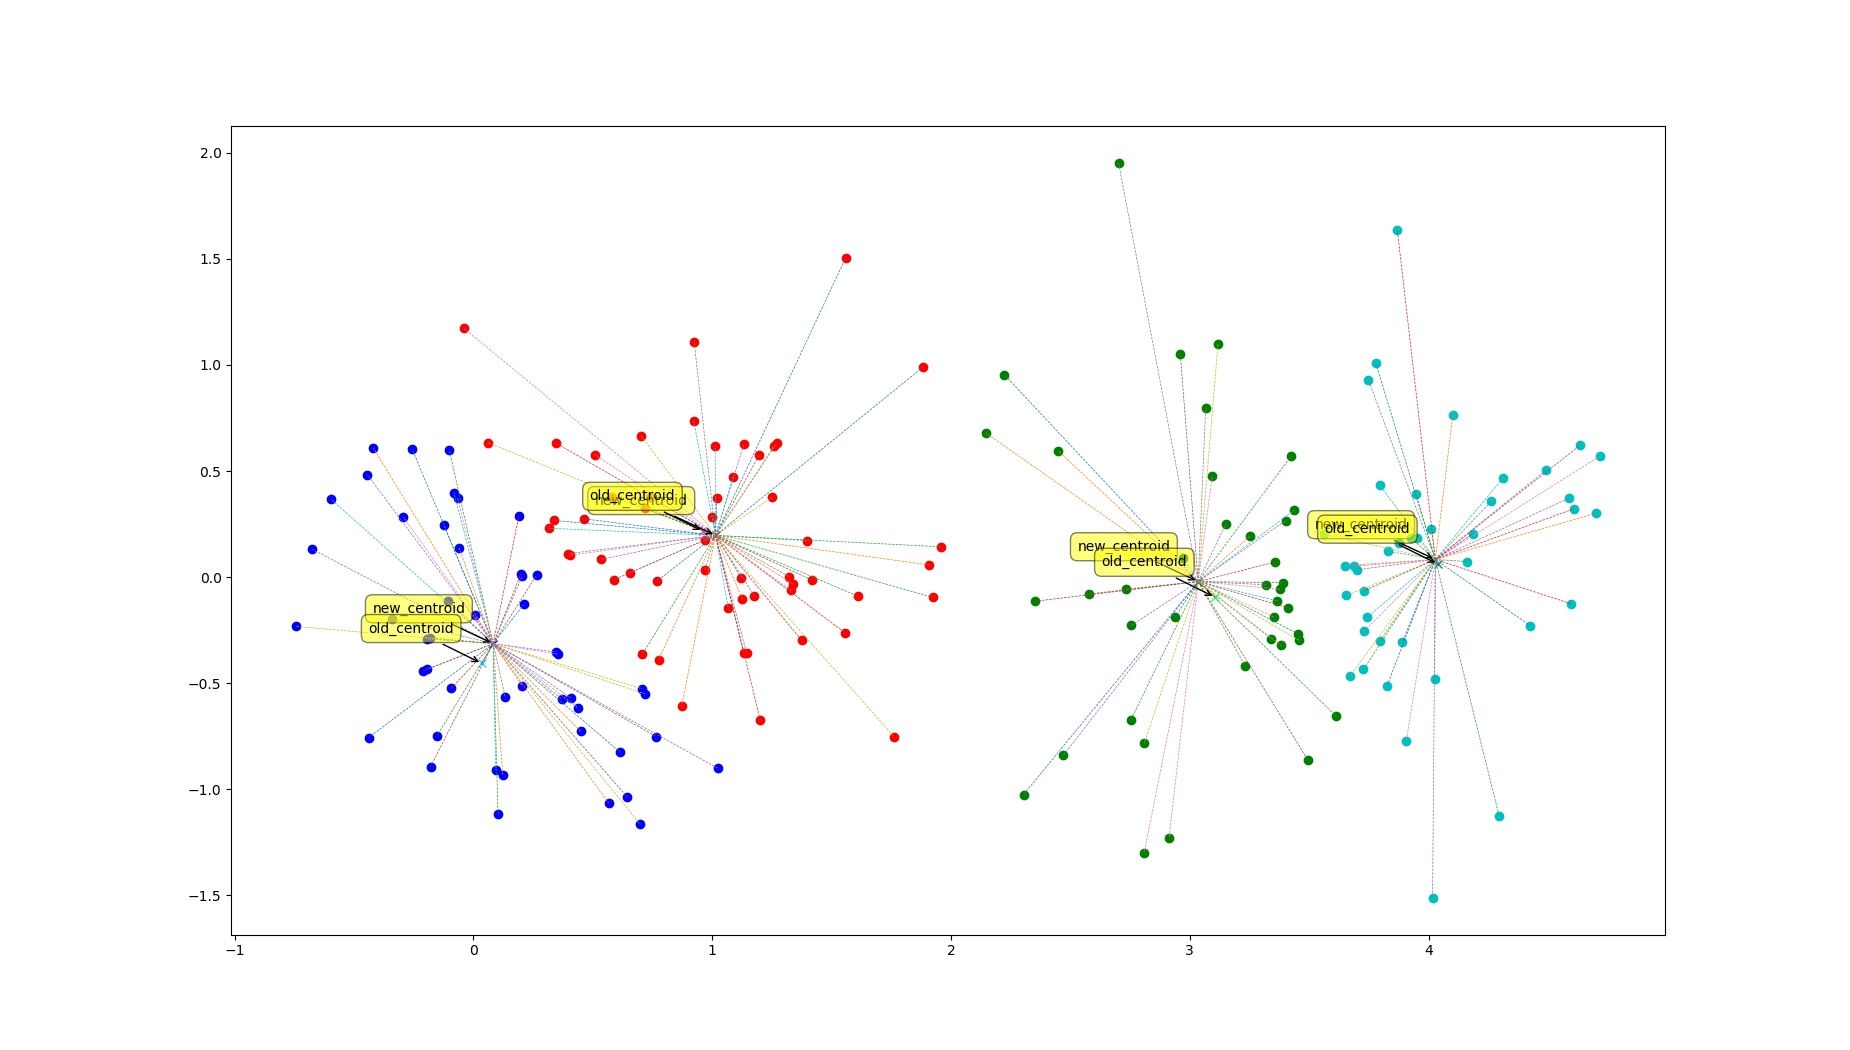 2.0
1.5
1.0
0.5
0.0
−0.5
−1.0
−1.5
old_centroid
new_centroid
new_centroid
old_centroid
new_centroid
old_centroid
new_centroid
old_centroid
−1 0 1 2 3 4